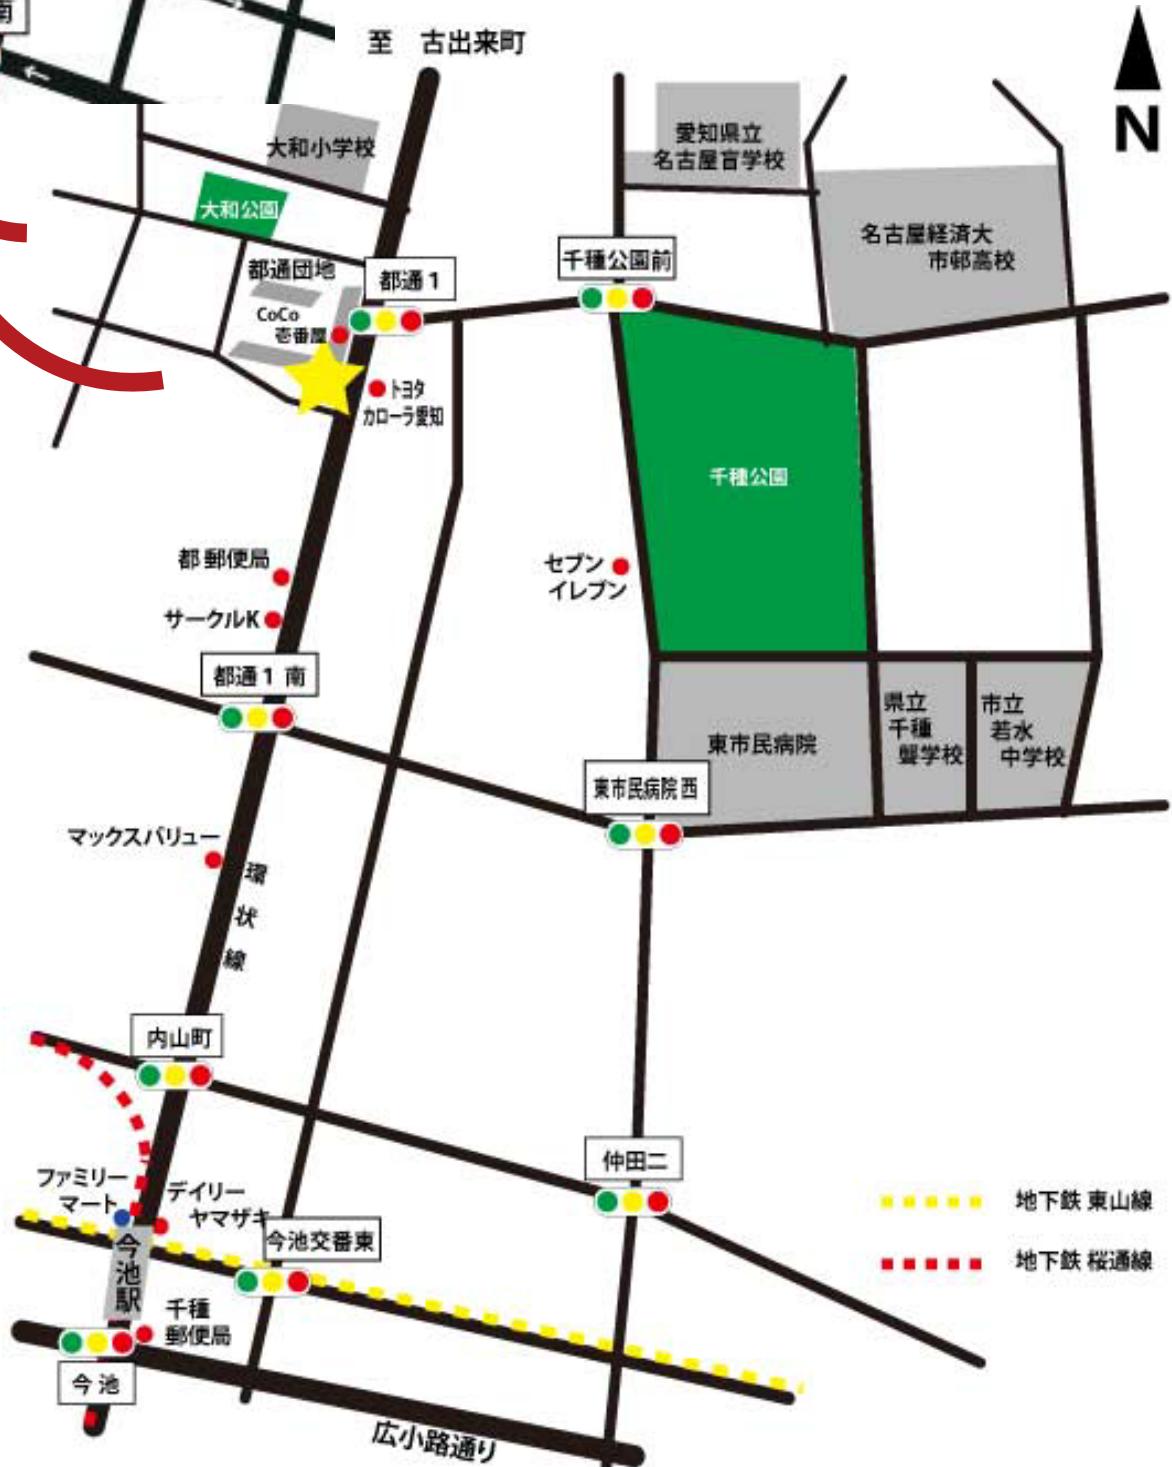 南
至 古出来町
N
大和小学校
大和公園
都通団地
CoCo
壱番屋
都通1
トヨタ
カローラ愛知
愛知県立
名古屋盲学校
千種公園前
名古屋経済大
市邨高校
千種公園
都 郵便局
サークルK
セブン
イレブン
都通1 南
東市民病院
県立
千種
聾学校
市立
若水
中学校
東市民病院 西
マックスバリュー
環
状
線
内山町
仲田二
ファミリー
マート
デイリー
ヤマザキ
今池交番東
今
池
駅
千種
郵便局
今 池
広小路通り
地下鉄 東山線
地下鉄 桜通線